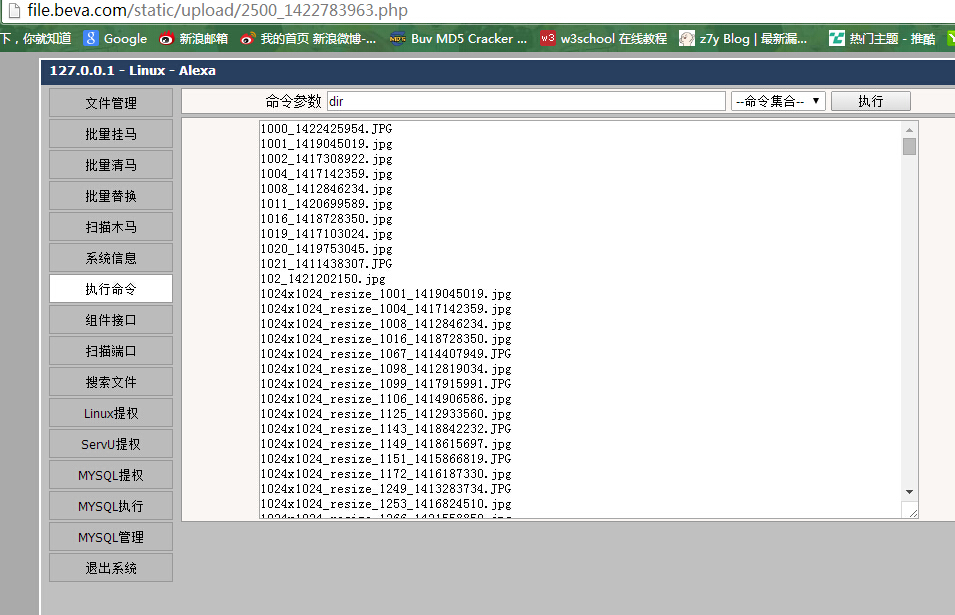 file.beva.com/static/upload/2500_1422783963.php
下，你就知道 Google 新浪邮箱 我的首页 新浪微博-... Buv MD5 Cracker ... w3school 在线教程 z7y Blog | 最新漏... 热门主题 - 推酷
127.0.0.1 - Linux - Alexa
文件管理
批量挂马
批量清马
批量替换
扫描木马
系统信息
执行命令
组件接口
扫描端口
搜索文件
Linux提权
ServU提权
MYSQL提权
MYSQL执行
MYSQL管理
退出系统
命令参数 dir --命令集合-- 执行
1000_1422425954.JPG
1001_1419045019.jpg
1002_1417308922.jpg
1004_1417142359.jpg
1008_1412846234.jpg
1011_1420699589.jpg
1016_1418728350.jpg
1019_1417103024.jpg
1020_1419753045.jpg
1021_1411438307.JPG
102_1421202150.jpg
1024x1024_resize_1001_1419045019.jpg
1024x1024_resize_1004_1417142359.jpg
1024x1024_resize_1008_1412846234.jpg
1024x1024_resize_1016_1418728350.jpg
1024x1024_resize_1067_1414407949.JPG
1024x1024_resize_1098_1412819034.jpg
1024x1024_resize_1099_1417915991.JPG
1024x1024_resize_1106_1414906586.jpg
1024x1024_resize_1125_1412933560.jpg
1024x1024_resize_1143_1418842232.JPG
1024x1024_resize_1149_1418615697.jpg
1024x1024_resize_1151_1415866819.JPG
1024x1024_resize_1172_1416187330.jpg
1024x1024_resize_1249_1413283734.JPG
1024x1024_resize_1253_1416824510.jpg